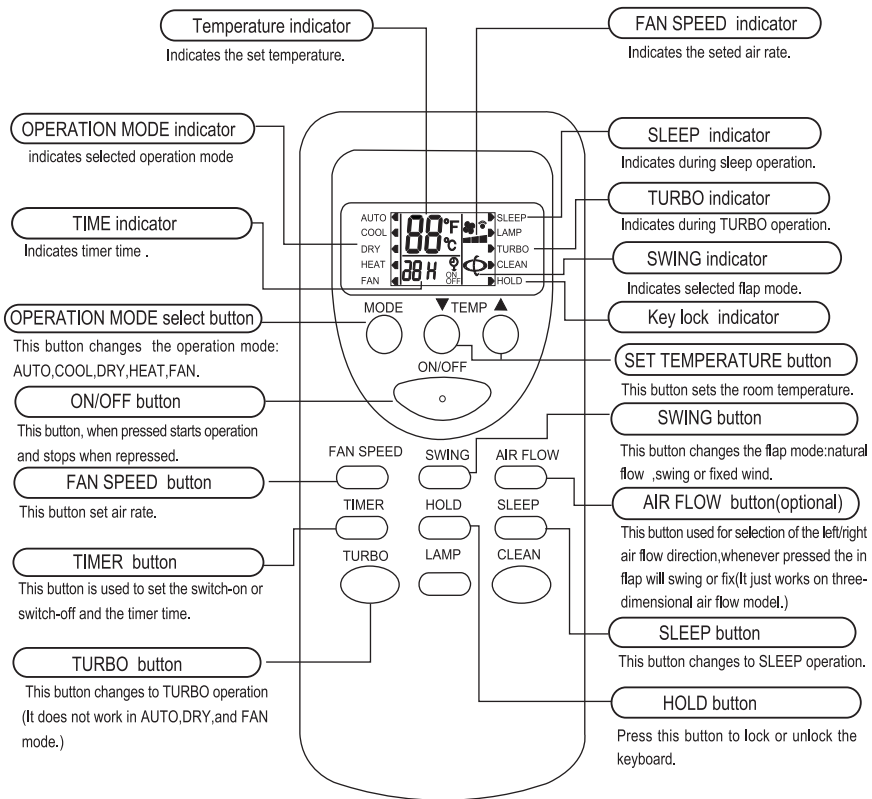 Temperature indicator
Indicates the set temperature.
FAN SPEED indicator
Indicates the seted air rate.
OPERATION MODE indicator
indicates selected operation mode
SLEEP indicator
Indicates during sleep operation.
TURBO indicator
Indicates during TURBO operation.
TIME indicator
Indicates timer time .
SWING indicator
Indicates selected flap mode.
Key lock indicator
AUTO
COOL
DRY
HEAT
FAN
88°F
°C
88 H
ON
OFF
SLEEP
LAMP
TURBO
CLEAN
HOLD
MODE
▼ TEMP ▲
ON/OFF
OPERATION MODE select button
This button changes the operation mode:
AUTO,COOL,DRY,HEAT,FAN.
SET TEMPERATURE button
This button sets the room temperature.
ON/OFF button
This button, when pressed starts operation
and stops when repressed.
SWING button
This button changes the flap mode:natural
flow ,swing or fixed wind.
FAN SPEED SWING AIR FLOW
TIMER HOLD SLEEP
TURBO LAMP CLEAN
FAN SPEED button
This button set air rate.
AIR FLOW button(optional)
This button used for selection of the left/right
air flow direction,whenever pressed the in
flap will swing or fix(It just works on three-
dimensional air flow model.)
TIMER button
This button is used to set the switch-on or
switch-off and the timer time.
SLEEP button
This button changes to SLEEP operation.
TURBO button
This button changes to TURBO operation
(It does not work in AUTO,DRY,and FAN
mode.)
HOLD button
Press this button to lock or unlock the
keyboard.